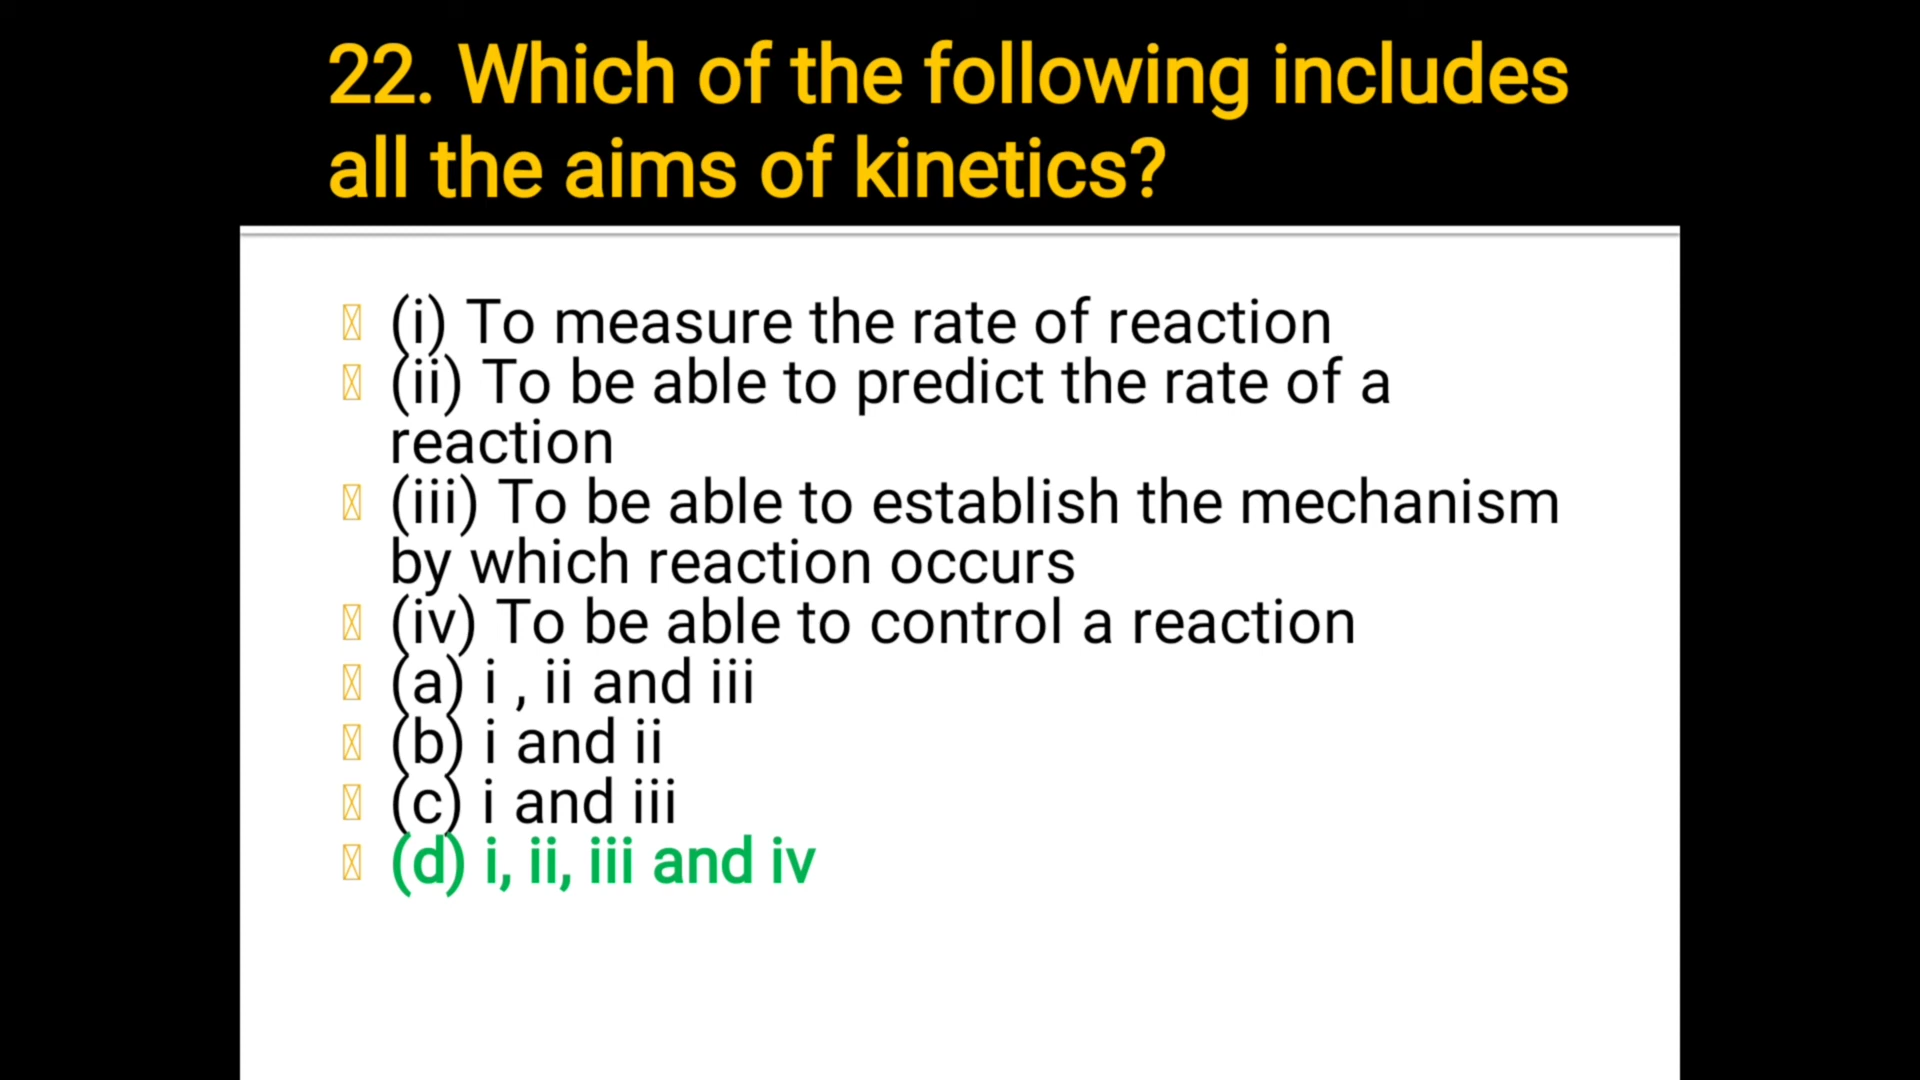 22. Which of the following includes
all the aims of kinetics?
(i) To measure the rate of reaction
(ii) To be able to predict the rate of a
reaction
(iii) To be able to establish the mechanism
by which reaction occurs
(iv) To be able to control a reaction
(a) i , ii and iii
(b) i and ii
(c) i and iii
(d) i, ii, iii and iv